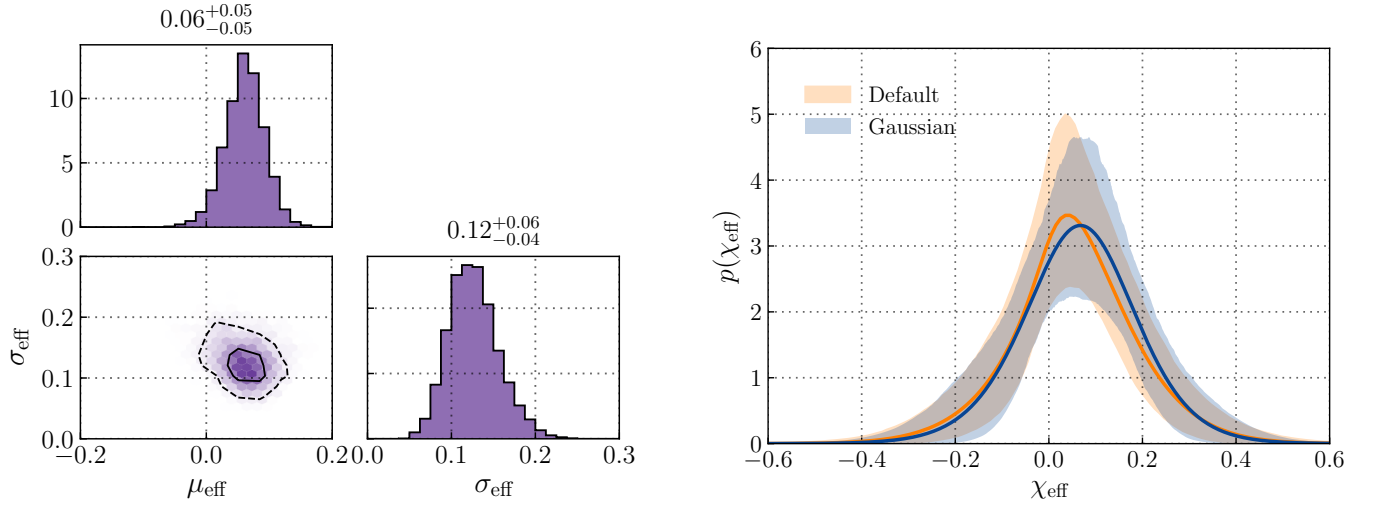 0.06^{+0.05}_{-0.05}
10
5
0
0.12^{+0.06}_{-0.04}
0.3
0.2
0.1
0.0
σ_eff
−0.2 0.0 0.2
μ_eff
0.0 0.1 0.2 0.3
σ_eff
6
5
4
3
2
1
0
p(χ_eff)
Default
Gaussian
−0.6 −0.4 −0.2 0.0 0.2 0.4 0.6
χ_eff